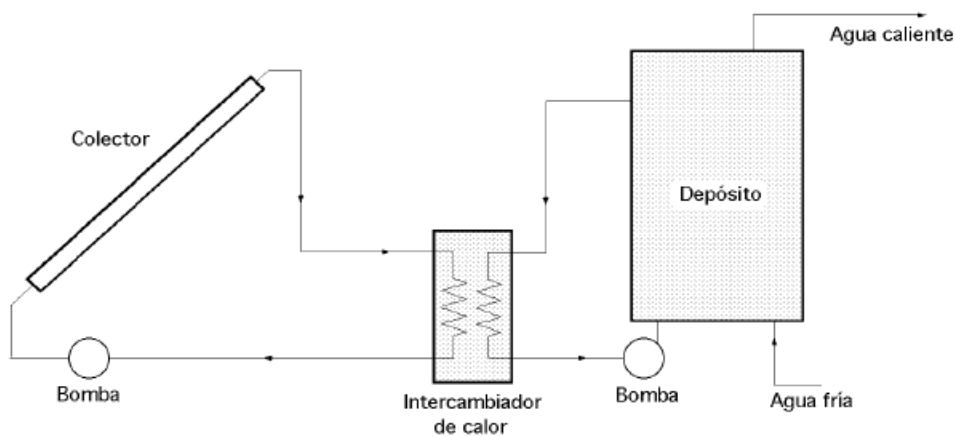 Agua caliente
Colector
Depósito
Bomba
Intercambiador
de calor
Bomba
Agua fría